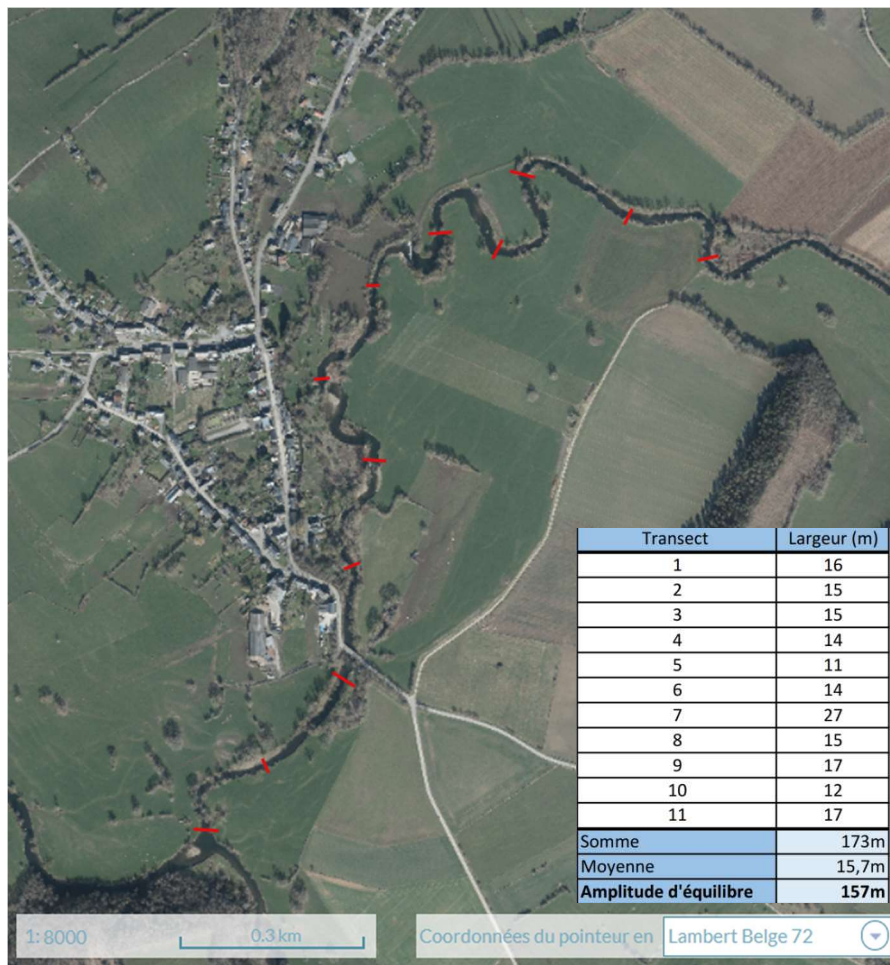 Transect Largeur (m)
1 16
2 15
3 15
4 14
5 11
6 14
7 27
8 15
9 17
10 12
11 17
Somme 173m
Moyenne 15,7m
Amplitude d'équilibre 157m
1: 8000 0.3 km Coordonnées du pointeur en Lambert Belge 72